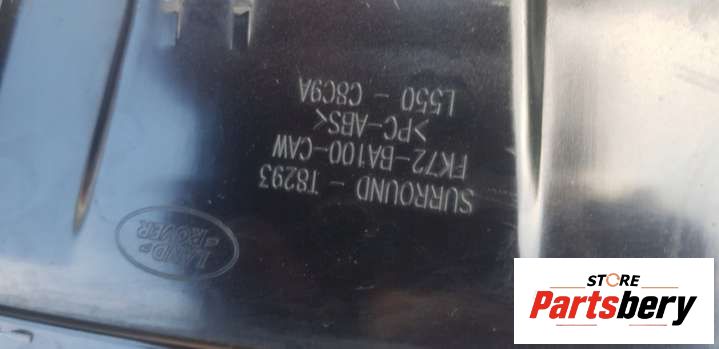 SURROUND - T8293
FK72-BA100-CAW
>PC-ABS<
L550 - C8C9A
LAND-
-ROVER
STORE
Partsbery